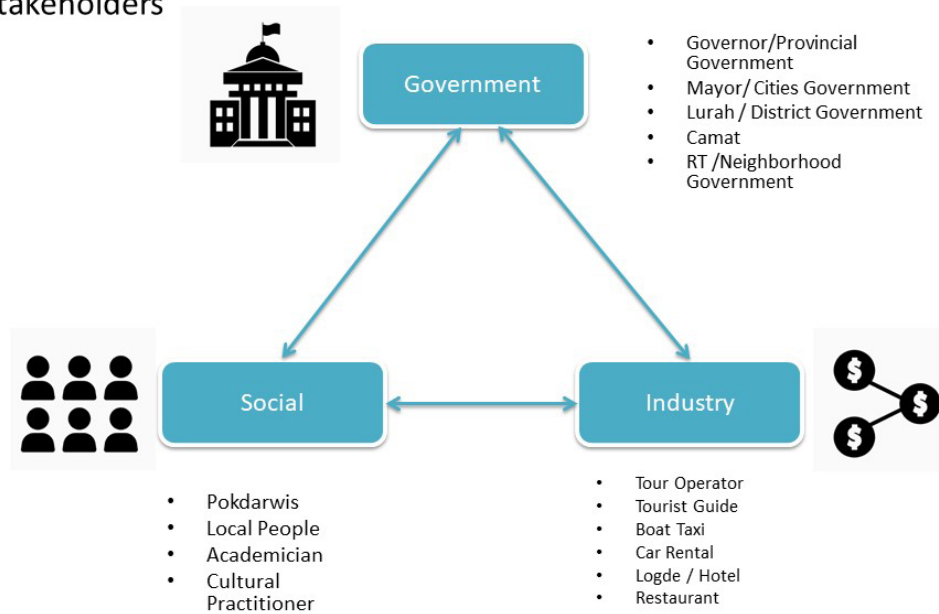 takeholders
Government
• Governor/Provincial
Government
• Mayor/ Cities Government
• Lurah / District Government
• Camat
• RT /Neighborhood
Government
Social
Industry
$
$
$
• Pokdarwis
• Local People
• Academician
• Cultural
Practitioner
• Tour Operator
• Tourist Guide
• Boat Taxi
• Car Rental
• Logde / Hotel
• Restaurant